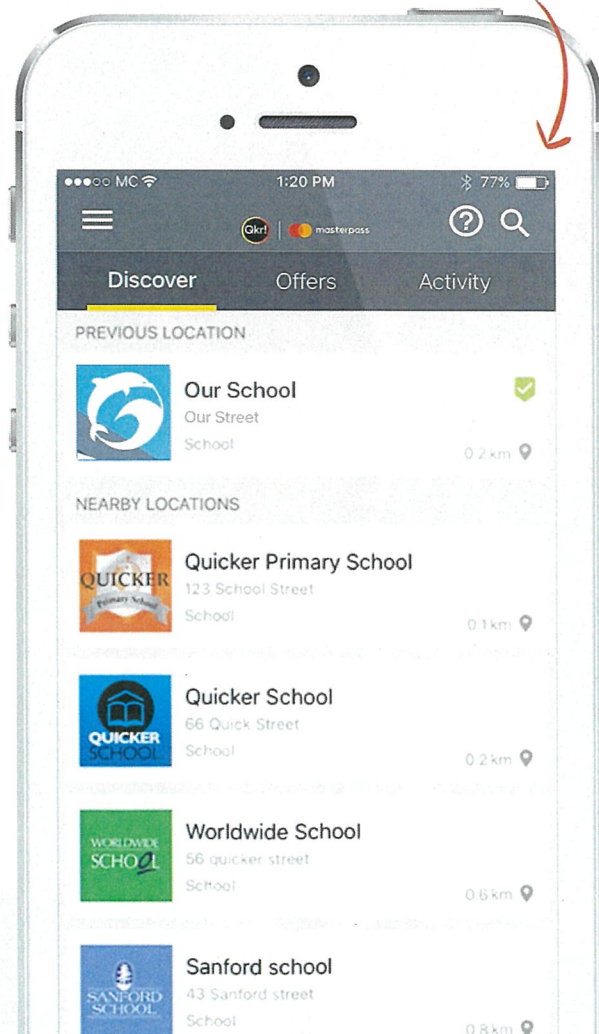 MC
1:20 PM
77%
Qkr!
masterpass
Discover
Offers
Activity
PREVIOUS LOCATION
Our School
Our Street
School
0.2 km
NEARBY LOCATIONS
QUICKER
Primary School
Quicker Primary School
123 School Street
School
0.1 km
QUICKER
SCHOOL
Quicker School
66 Quick Street
School
0.2 km
WORLDWIDE
SCHOOL
Worldwide School
56 quicker street
School
0.6 km
SANFORD
SCHOOL
Sanford school
43 Sanford street
School
0.8 km